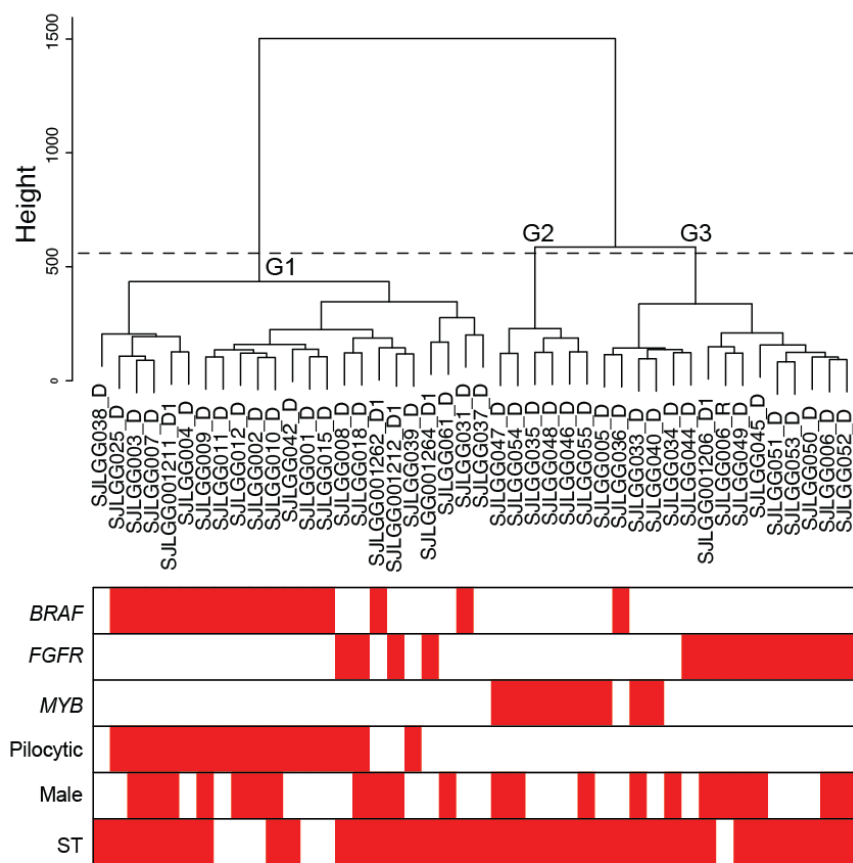 1500
1000
500
0
Height
G1
G2
G3
SJLGG038_D
SJLGG025_D
SJLGG003_D
SJLGG007_D
SJLGG001211_D1
SJLGG004_D
SJLGG009_D
SJLGG011_D
SJLGG012_D
SJLGG002_D
SJLGG010_D
SJLGG042_D
SJLGG001_D
SJLGG015_D
SJLGG008_D
SJLGG018_D
SJLGG001262_D1
SJLGG001212_D1
SJLGG039_D
SJLGG001264_D1
SJLGG061_D
SJLGG031_D
SJLGG037_D
SJLGG047_D
SJLGG054_D
SJLGG035_D
SJLGG048_D
SJLGG046_D
SJLGG055_D
SJLGG005_D
SJLGG036_D
SJLGG033_D
SJLGG040_D
SJLGG034_D
SJLGG044_D
SJLGG001206_D1
SJLGG006_R
SJLGG049_D
SJLGG045_D
SJLGG051_D
SJLGG053_D
SJLGG050_D
SJLGG006_D
SJLGG052_D
BRAF
FGFR
MYB
Pilocytic
Male
ST